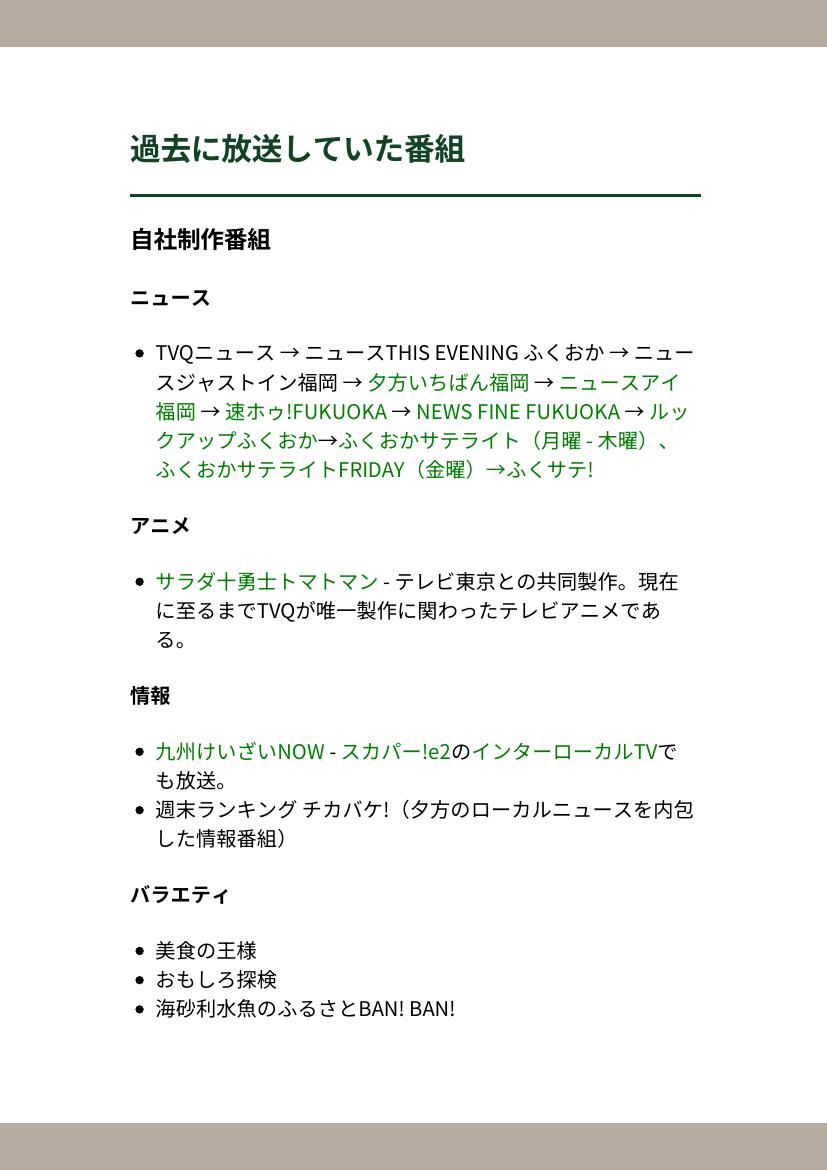 過去に放送していた番組
自社制作番組
ニュース
TVQニュース → ニュースTHIS EVENING ふくおか → ニュー
スジャストイン福岡 → 夕方いちばん福岡 → ニュースアイ
福岡 → 速ホゥ!FUKUOKA → NEWS FINE FUKUOKA → ルッ
クアップふくおか→ふくおかサテライト（月曜 - 木曜）、
ふくおかサテライトFRIDAY（金曜）→ふくサテ!
アニメ
サラダ十勇士トマトマン - テレビ東京との共同製作。現在
に至るまでTVQが唯一製作に関わったテレビアニメであ
る。
情報
九州けいざいNOW - スカパー!e2のインターローカルTVで
も放送。
週末ランキング チカバケ!（夕方のローカルニュースを内包
した情報番組）
バラエティ
美食の王様
おもしろ探検
海砂利水魚のふるさとBAN! BAN!